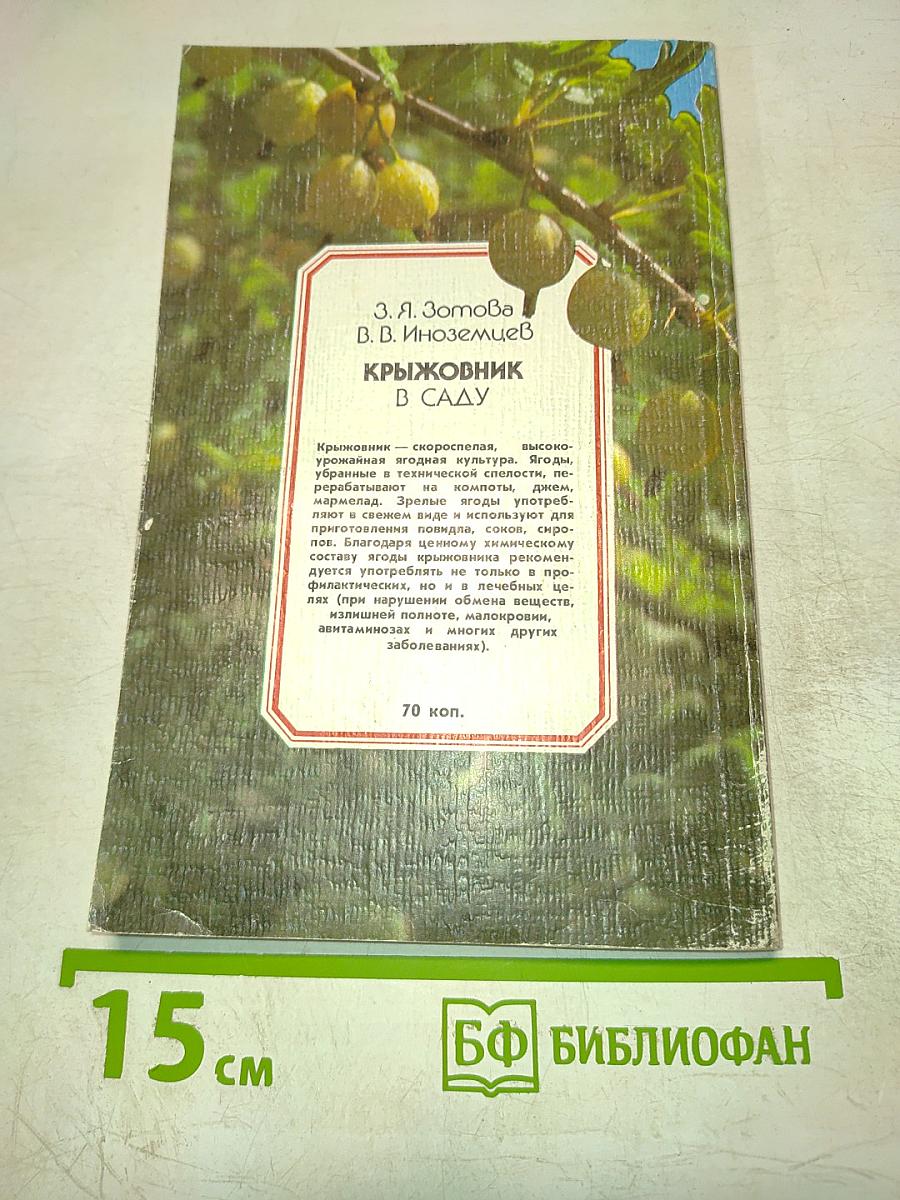 З. Я. Зотова
В. В. Иноземцев
КРЫЖОВНИК
В САДУ
Крыжовник — скороспелая, высоко-
урожайная ягодная культура. Ягоды,
убранные в технической спелости, пе-
рерабатывают на компоты, джем,
мармелад. Зрелые ягоды употреб-
ляют в свежем виде и используют для
приготовления повидла, соков, сиро-
пов. Благодаря ценному химическому
составу ягоды крыжовника рекомен-
дуется употреблять не только в про-
филактических, но и в лечебных це-
лях (при нарушении обмена веществ,
излишней полноте, малокровии,
авитаминозах и многих других
заболеваниях).
70 коп.
15 см
БФ БИБЛИОФАН